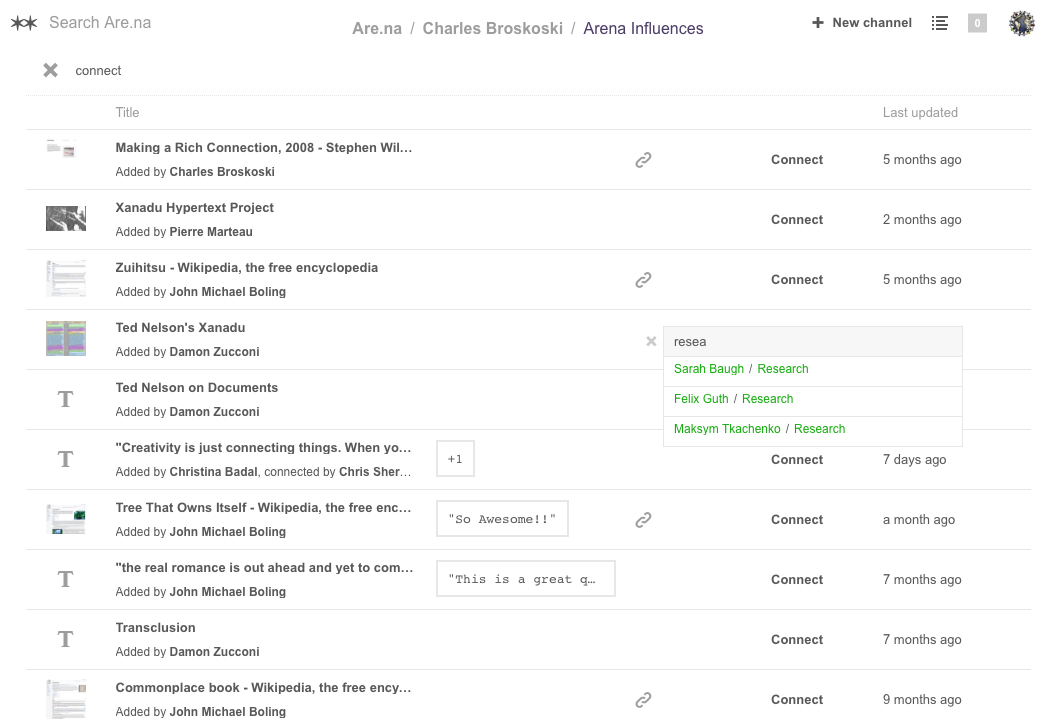 Search Are.na
Are.na / Charles Broskoski / Arena Influences
+ New channel
0
connect
Title
Last updated
Making a Rich Connection, 2008 - Stephen Wil...
Added by Charles Broskoski
Connect
5 months ago
Xanadu Hypertext Project
Added by Pierre Marteau
Connect
2 months ago
Zuihitsu - Wikipedia, the free encyclopedia
Added by John Michael Boling
Connect
5 months ago
Ted Nelson's Xanadu
Added by Damon Zucconi
resea
Sarah Baugh / Research
Felix Guth / Research
Maksym Tkachenko / Research
T
Ted Nelson on Documents
Added by Damon Zucconi
T
"Creativity is just connecting things. When yo...
Added by Christina Badal, connected by Chris Sher...
+1
Connect
7 days ago
Tree That Owns Itself - Wikipedia, the free enc...
Added by John Michael Boling
"So Awesome!!"
Connect
a month ago
T
"the real romance is out ahead and yet to com...
Added by John Michael Boling
"This is a great q...
Connect
7 months ago
T
Transclusion
Added by Damon Zucconi
Connect
7 months ago
Commonplace book - Wikipedia, the free ency...
Added by John Michael Boling
Connect
9 months ago